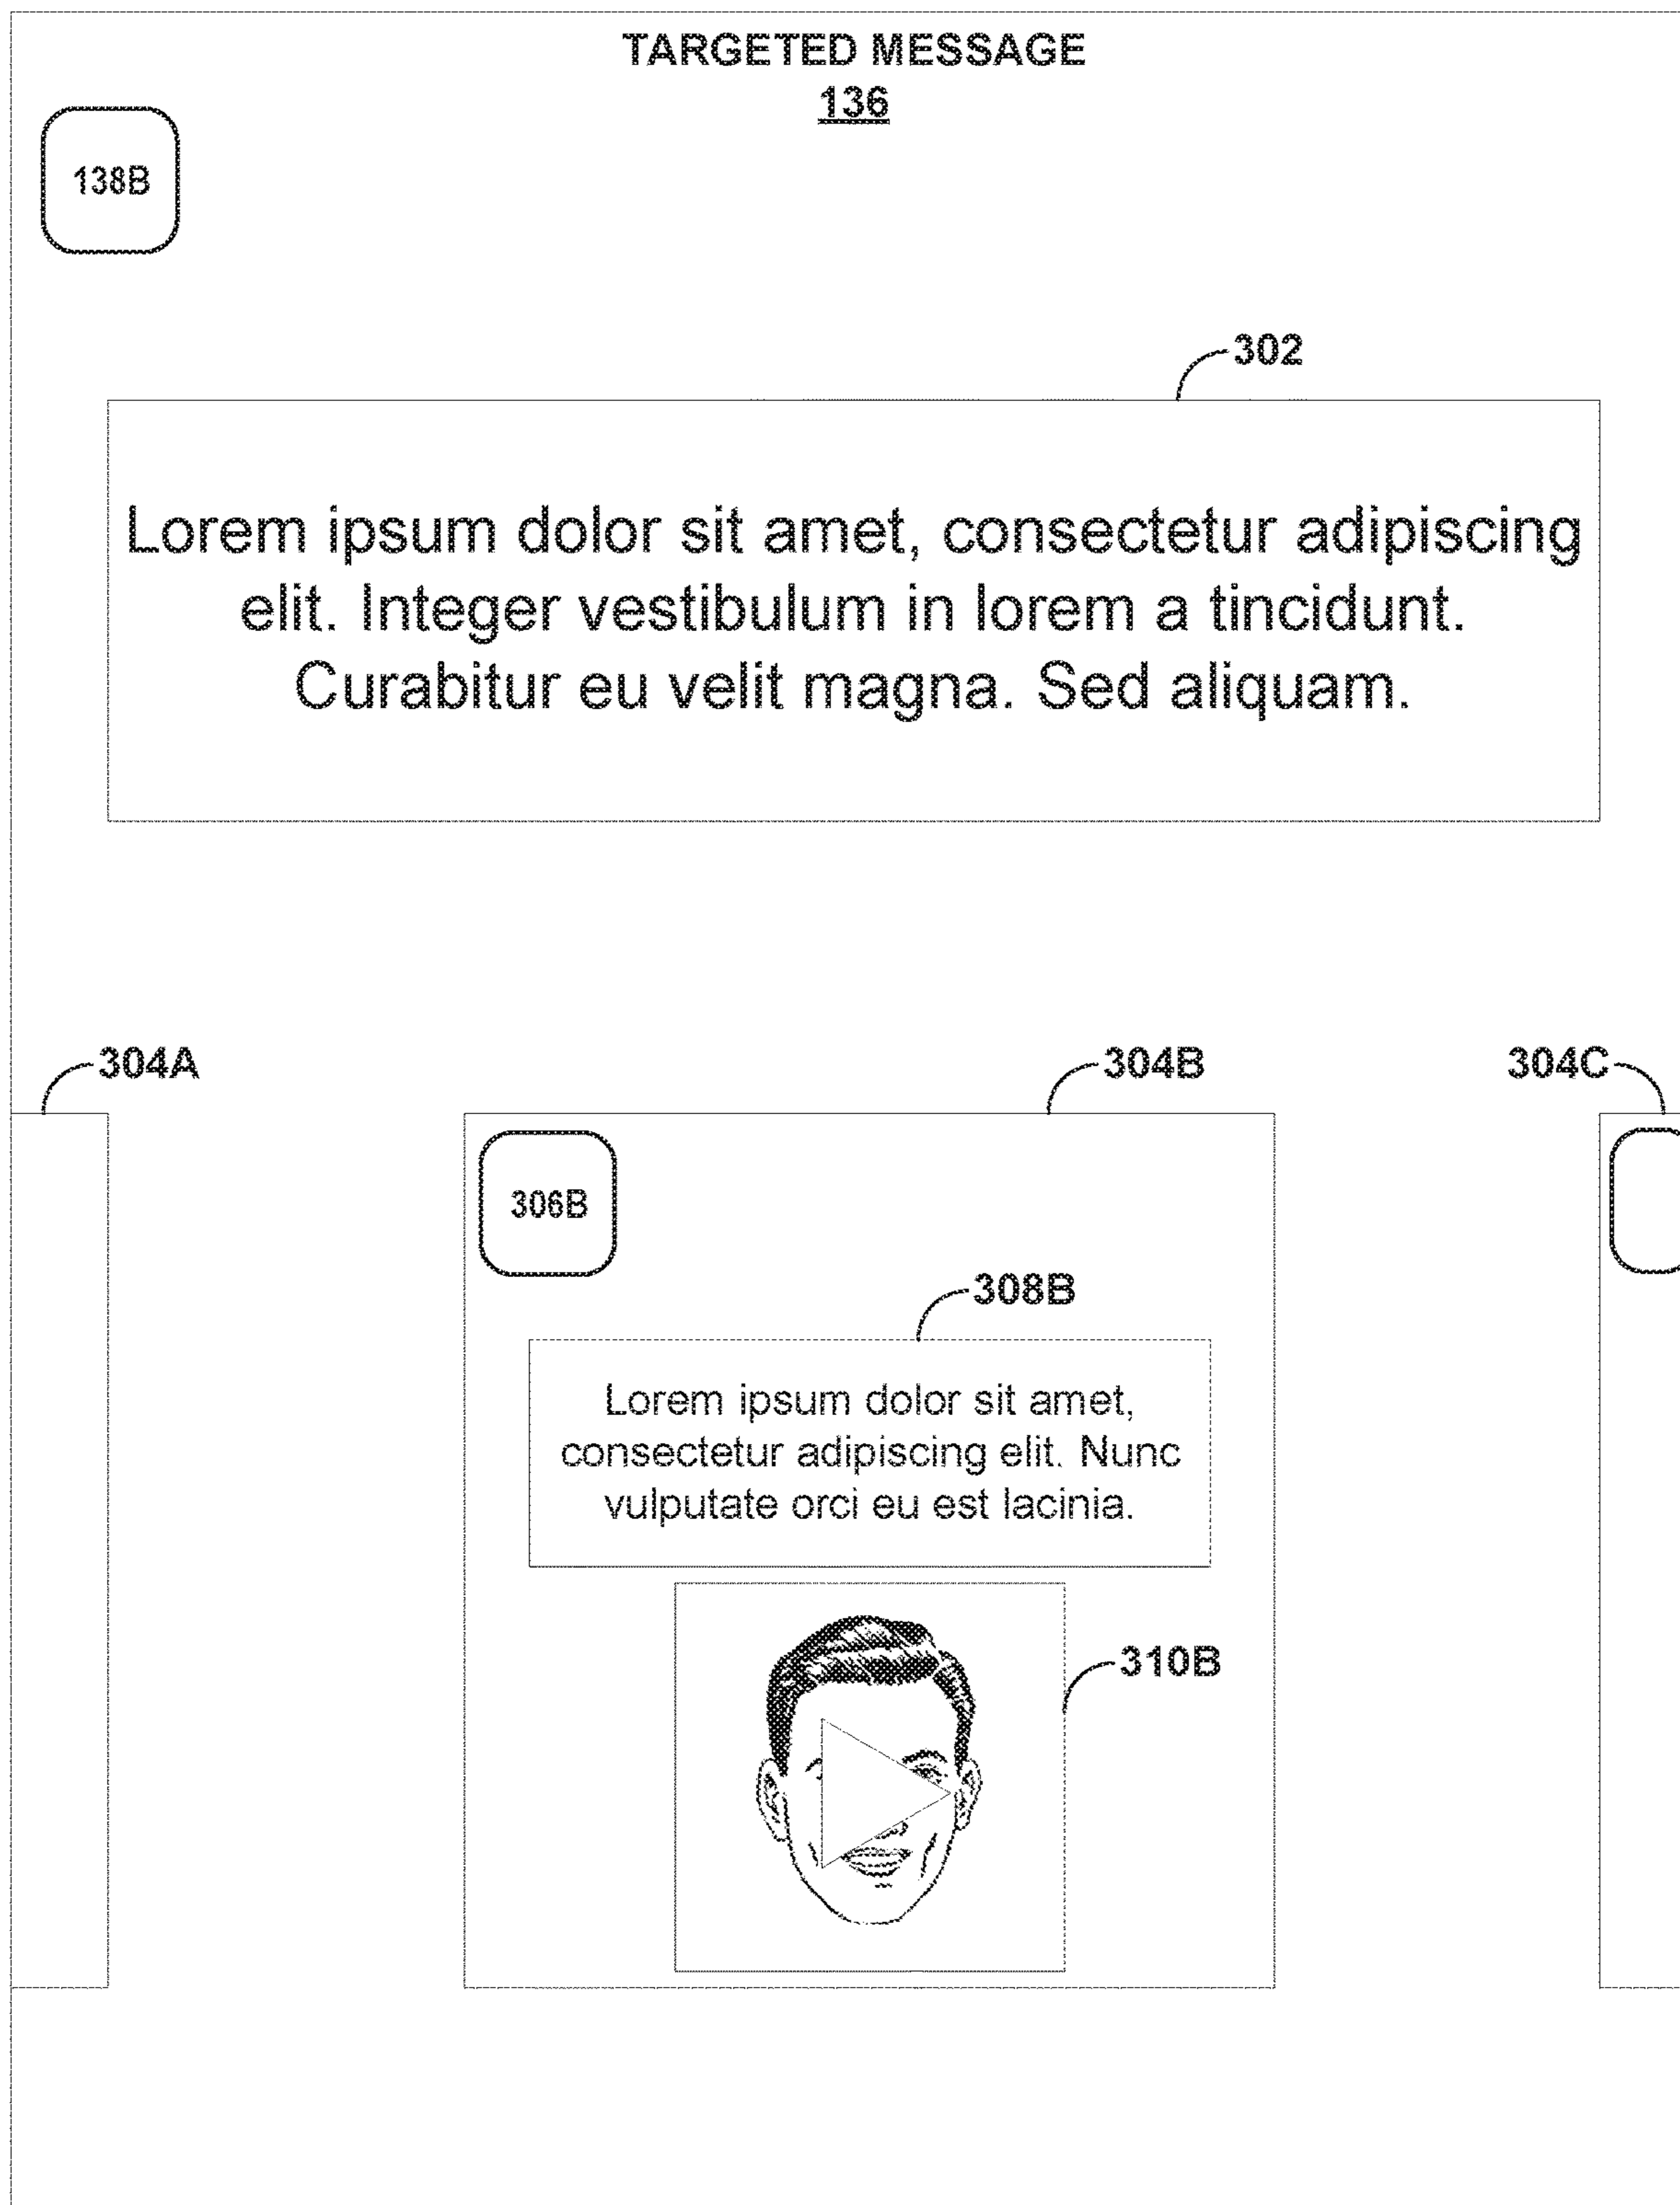 TARGETED MESSAGE
136
138B
302
Lorem ipsum dolor sit amet, consectetur adipiscing
elit. Integer vestibulum in lorem a tincidunt.
Curabitur eu velit magna. Sed aliquam.
304A
304B
304C
306B
308B
Lorem ipsum dolor sit amet,
consectetur adipiscing elit. Nunc
vulputate orci eu est lacinia.
310B